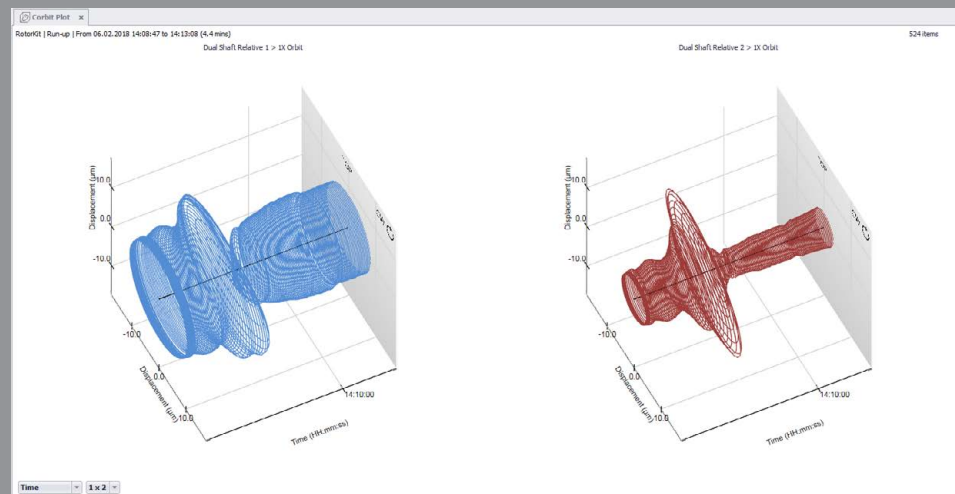 Corbit Plot
RotorKit | Run-up | From 06.02.2018 14:08:47 to 14:13:08 (4.4 mins)
524 items
Dual Shaft Relative 1 > 1X Orbit
Dual Shaft Relative 2 > 1X Orbit
Displacement (µm)
10.0
0.0
-10.0
-10.0
0.0
10.0
Displacement (µm)
14:10:00
Time (HH:mm:ss)
Displacement (µm)
10.0
0.0
-10.0
-10.0
0.0
10.0
Displacement (µm)
14:10:00
Time (HH:mm:ss)
Time
1 x 2